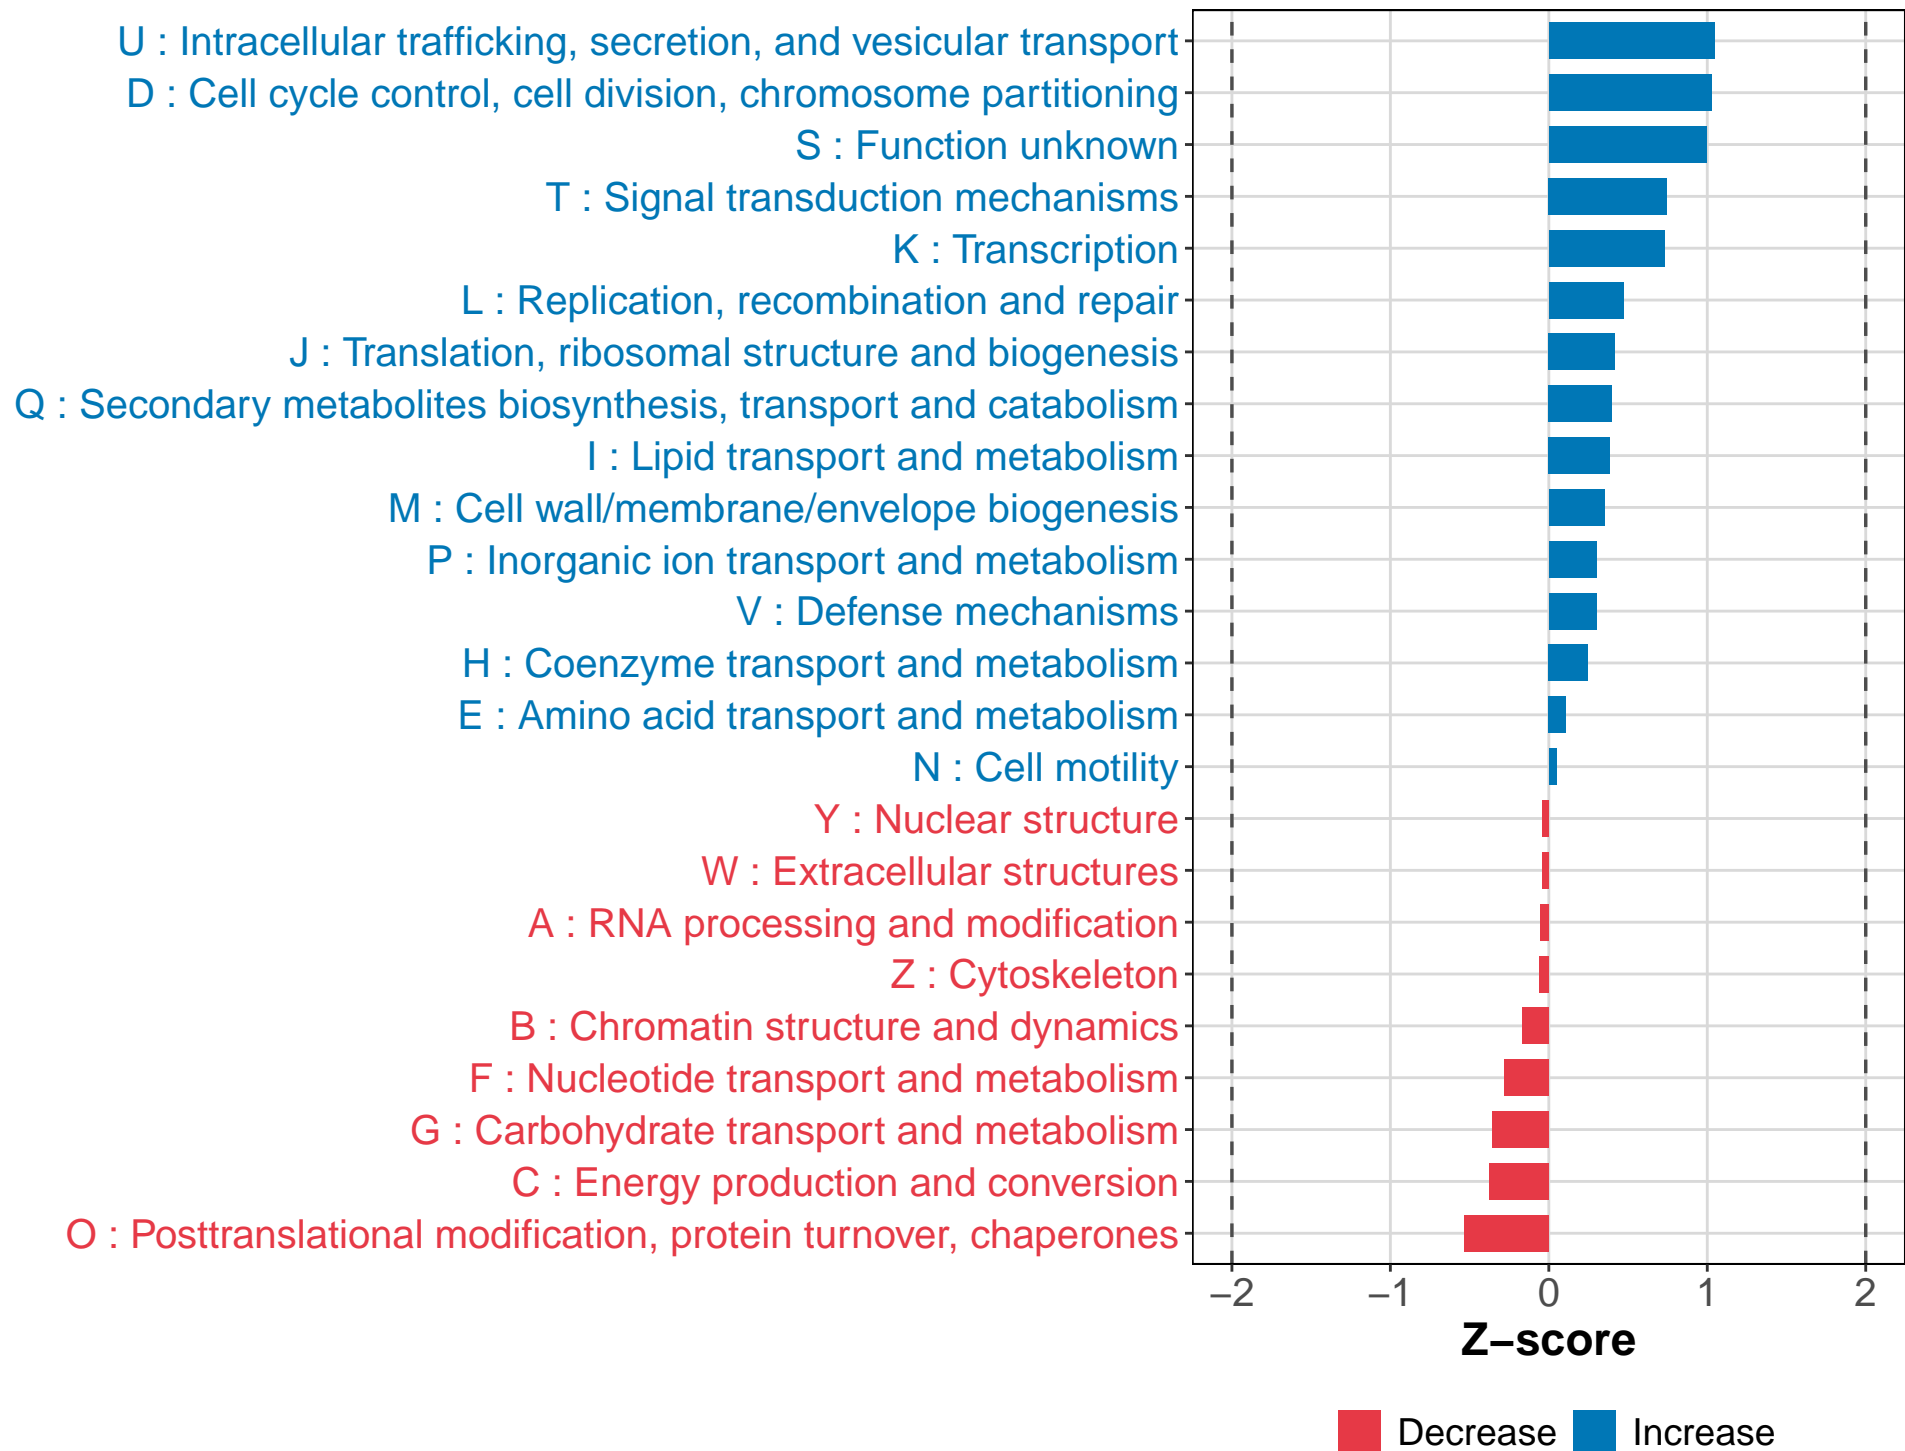 U : Intracellular trafficking, secretion, and vesicular transport
D : Cell cycle control, cell division, chromosome partitioning
S : Function unknown
T : Signal transduction mechanisms
K : Transcription
L : Replication, recombination and repair
J : Translation, ribosomal structure and biogenesis
Q : Secondary metabolites biosynthesis, transport and catabolism
I : Lipid transport and metabolism
M : Cell wall/membrane/envelope biogenesis
P : Inorganic ion transport and metabolism
V : Defense mechanisms
H : Coenzyme transport and metabolism
E : Amino acid transport and metabolism
N : Cell motility
Y : Nuclear structure
W : Extracellular structures
A : RNA processing and modification
Z : Cytoskeleton
B : Chromatin structure and dynamics
F : Nucleotide transport and metabolism
G : Carbohydrate transport and metabolism
C : Energy production and conversion
O : Posttranslational modification, protein turnover, chaperones
−2 −1 0 1 2
Z−score
Decrease Increase